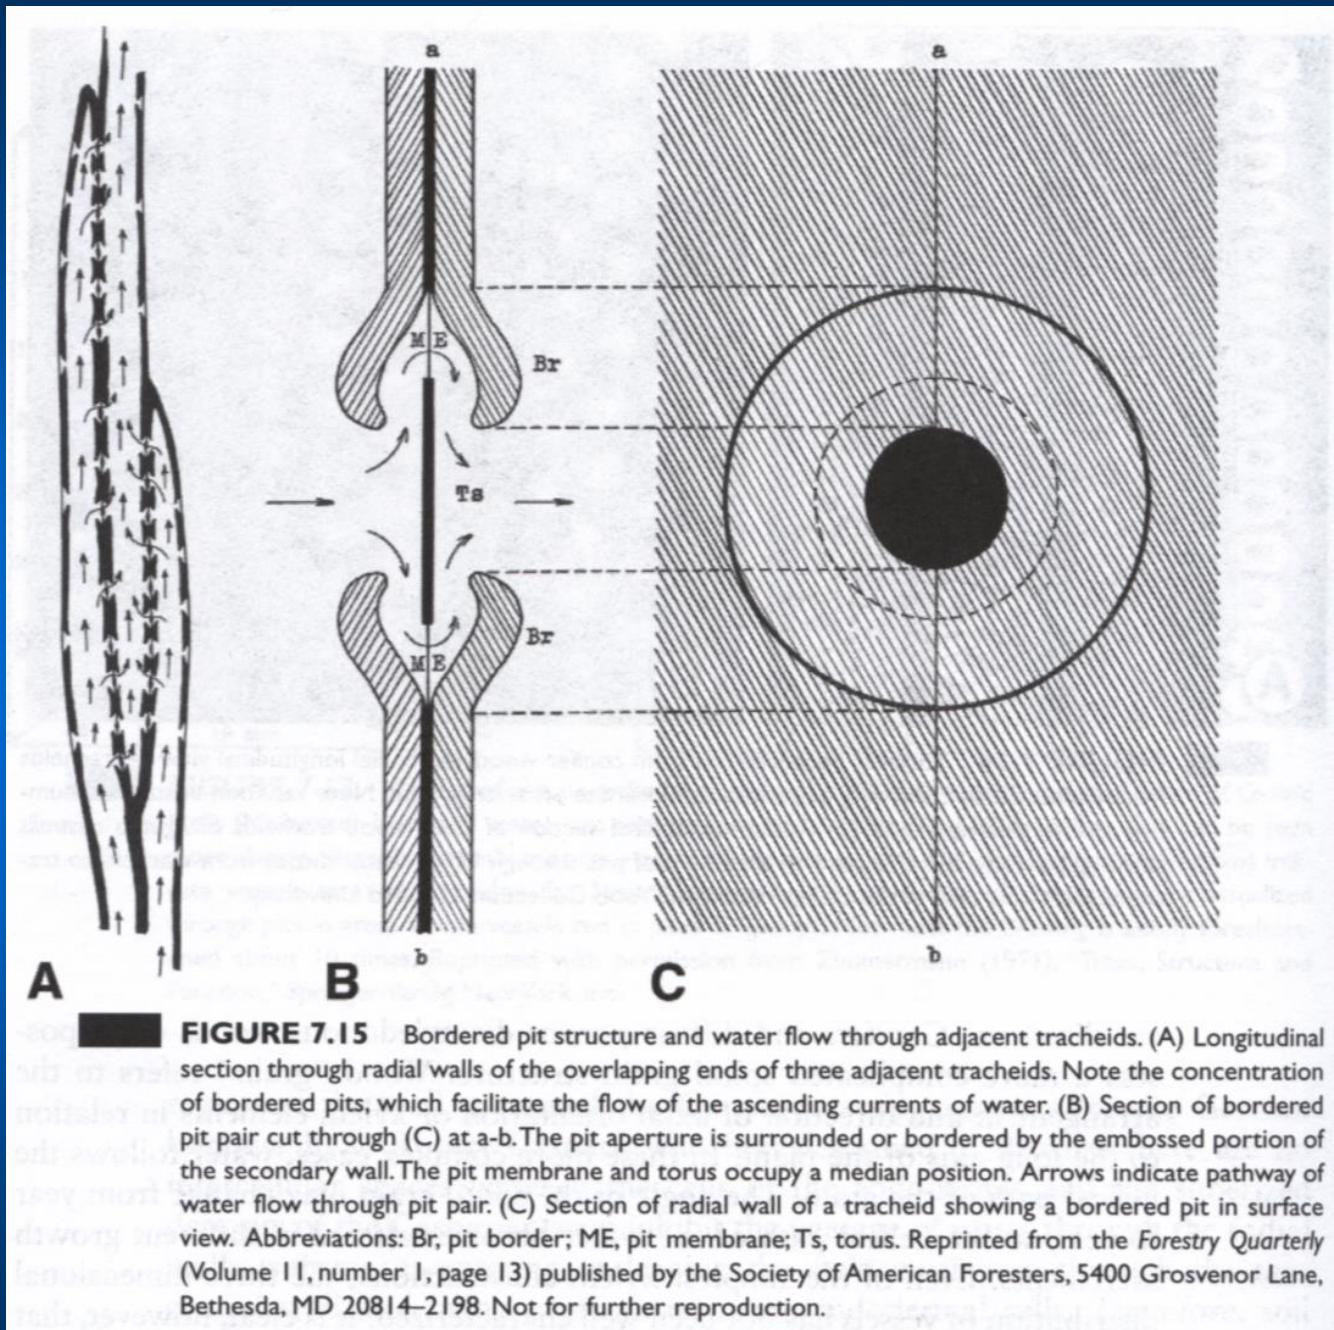 a
a
M E
Br
Ts
Br
M E
b
b
A
B
C
FIGURE 7.15 Bordered pit structure and water flow through adjacent tracheids. (A) Longitudinal
section through radial walls of the overlapping ends of three adjacent tracheids. Note the concentration
of bordered pits, which facilitate the flow of the ascending currents of water. (B) Section of bordered
pit pair cut through (C) at a-b. The pit aperture is surrounded or bordered by the embossed portion of
the secondary wall. The pit membrane and torus occupy a median position. Arrows indicate pathway of
water flow through pit pair. (C) Section of radial wall of a tracheid showing a bordered pit in surface
view. Abbreviations: Br, pit border; ME, pit membrane; Ts, torus. Reprinted from the Forestry Quarterly
(Volume 11, number 1, page 13) published by the Society of American Foresters, 5400 Grosvenor Lane,
Bethesda, MD 20814–2198. Not for further reproduction.